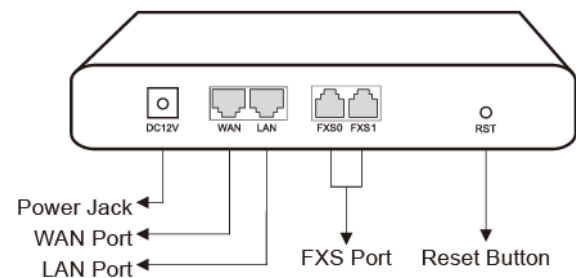 DC12V WAN LAN FXS0 FXS1 RST
Power Jack
WAN Port
LAN Port
FXS Port Reset Button